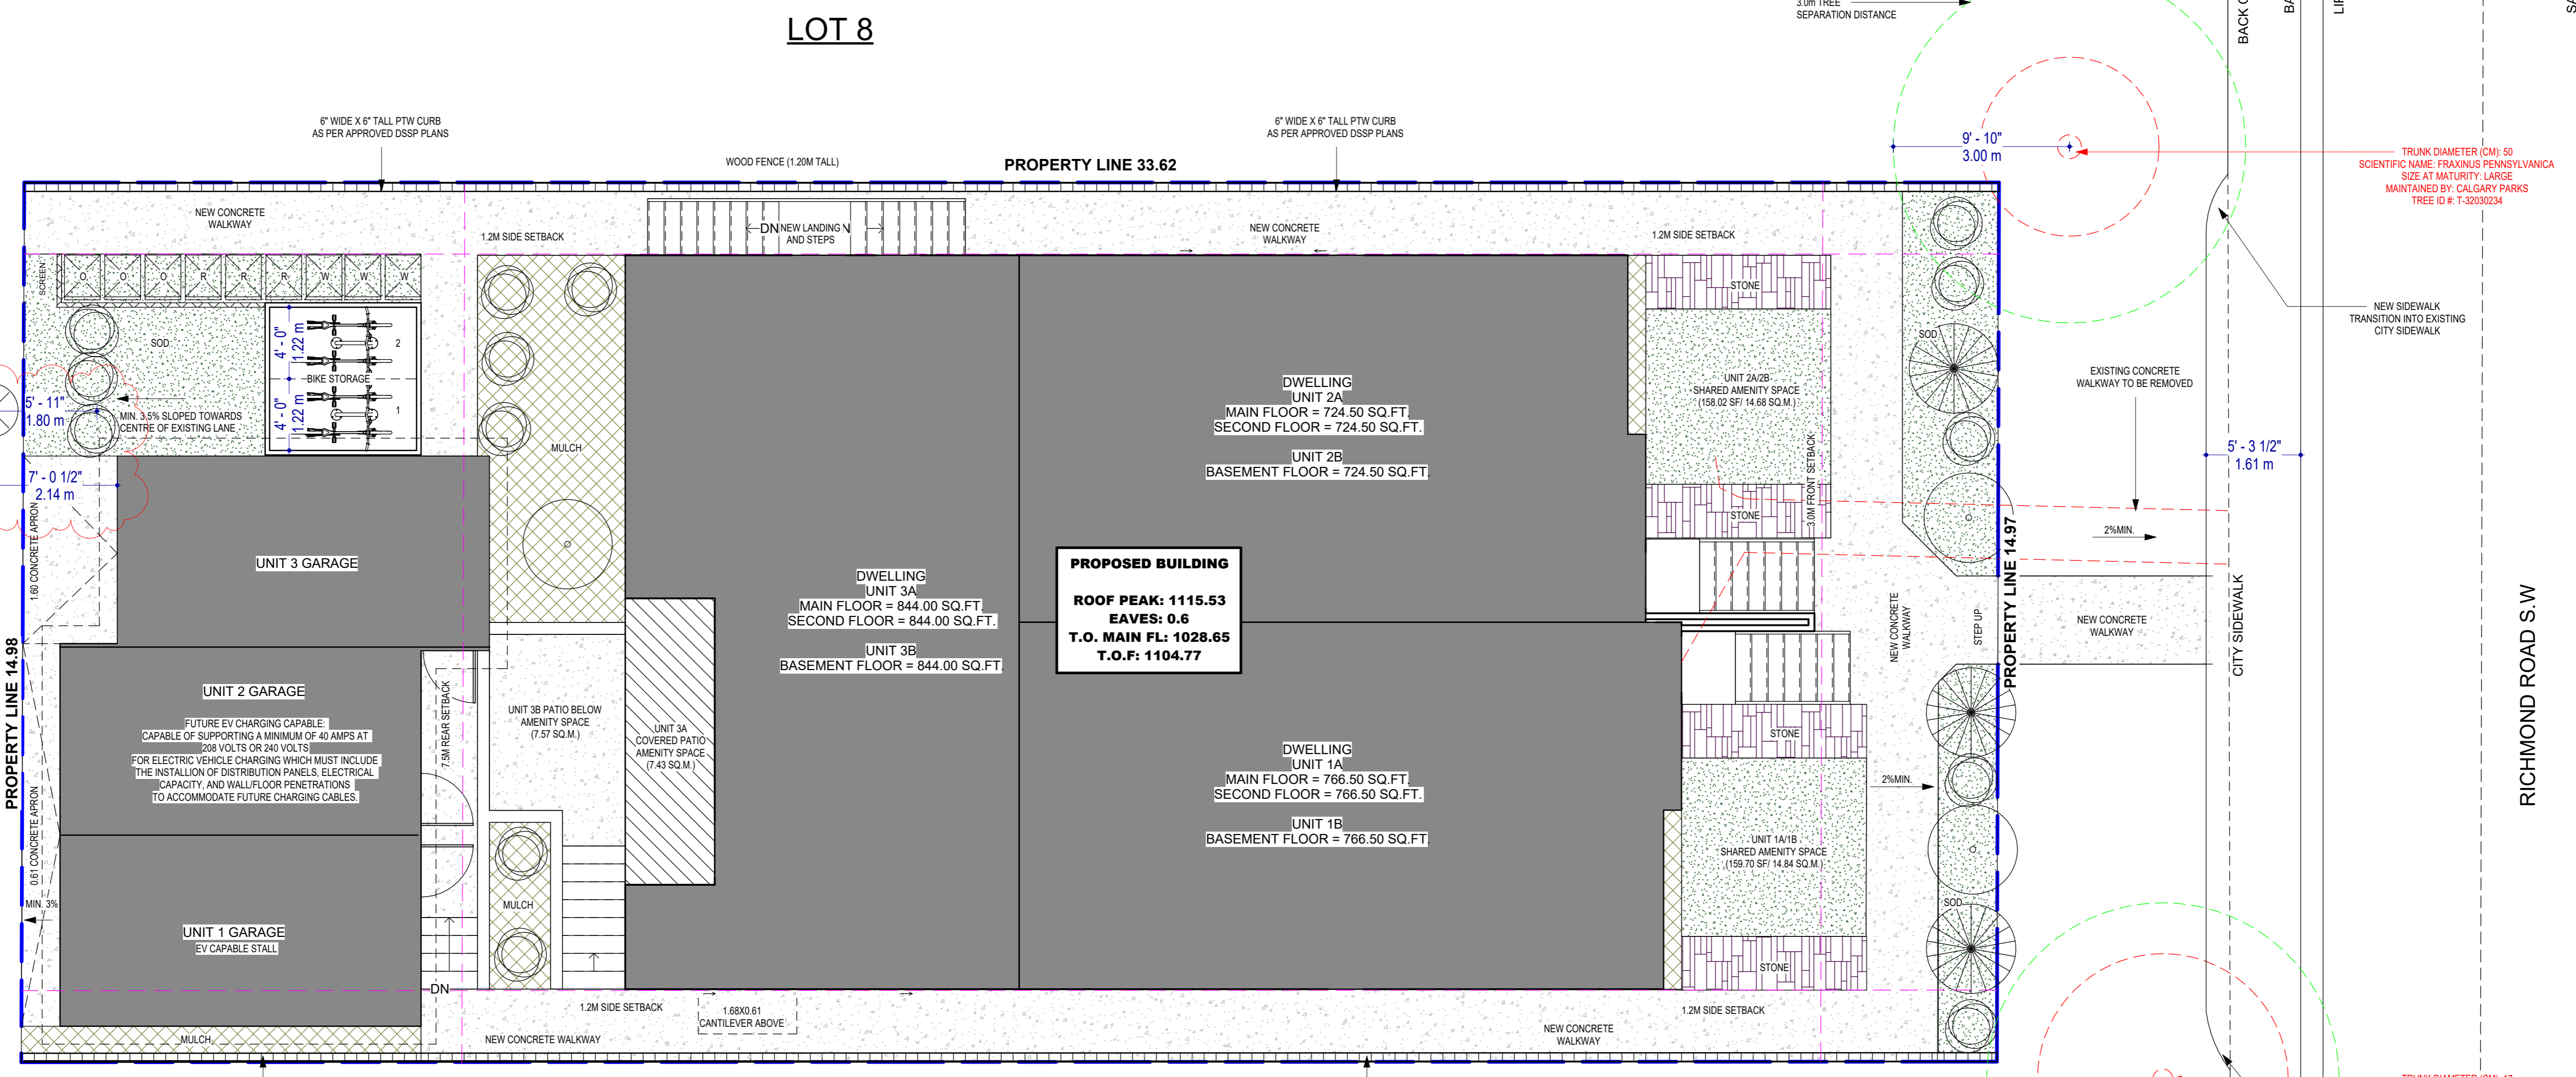 LOT 8
3.0m TREE
SEPARATION DISTANCE
BACK
LIP
6" WIDE X 6" TALL PTW CURB
AS PER APPROVED DSSP PLANS
6" WIDE X 6" TALL PTW CURB
AS PER APPROVED DSSP PLANS
WOOD FENCE (1.20M TALL)
PROPERTY LINE 33.62
9' - 10"
3.00 m
TRUNK DIAMETER (CM): 50
SCIENTIFIC NAME: FRAXINUS PENNSYLVANICA
SIZE AT MATURITY: LARGE
MAINTAINED BY: CALGARY PARKS
TREE ID #: T-32030234
NEW CONCRETE
WALKWAY
1.2M SIDE SETBACK
DN
NEW LANDING
AND STEPS
N
NEW CONCRETE
WALKWAY
1.2M SIDE SETBACK
SCREEN
O O O R R R W W W
SOD
4' - 0"
1.22 m
2
BIKE STORAGE
4' - 0"
1.22 m
1
5' - 11"
1.80 m
MIN. 3.5% SLOPED TOWARDS
CENTRE OF EXISTING LANE
7' - 0 1/2"
2.14 m
1.60 CONCRETE APRON
MULCH
DWELLING
UNIT 2A
MAIN FLOOR = 724.50 SQ.FT.
SECOND FLOOR = 724.50 SQ.FT.
UNIT 2B
BASEMENT FLOOR = 724.50 SQ.FT.
STONE
UNIT 2A/2B
SHARED AMENITY SPACE
(158.02 SF/ 14.68 SQ.M.)
STONE
3.0M FRONT SETBACK
SOD
NEW SIDEWALK
TRANSITION INTO EXISTING
CITY SIDEWALK
EXISTING CONCRETE
WALKWAY TO BE REMOVED
5' - 3 1/2"
1.61 m
2%MIN.
UNIT 3 GARAGE
DWELLING
UNIT 3A
MAIN FLOOR = 844.00 SQ.FT.
SECOND FLOOR = 844.00 SQ.FT.
UNIT 3B
BASEMENT FLOOR = 844.00 SQ.FT.
PROPOSED BUILDING
ROOF PEAK: 1115.53
EAVES: 0.6
T.O. MAIN FL: 1028.65
T.O.F: 1104.77
NEW CONCRETE
WALKWAY
STEP UP
PROPERTY LINE 14.97
NEW CONCRETE
WALKWAY
CITY SIDEWALK
RICHMOND ROAD S.W
PROPERTY LINE 14.98
UNIT 2 GARAGE
FUTURE EV CHARGING CAPABLE:
CAPABLE OF SUPPORTING A MINIMUM OF 40 AMPS AT
208 VOLTS OR 240 VOLTS
FOR ELECTRIC VEHICLE CHARGING WHICH MUST INCLUDE
THE INSTALLION OF DISTRIBUTION PANELS, ELECTRICAL
CAPACITY, AND WALL/FLOOR PENETRATIONS
TO ACCOMMODATE FUTURE CHARGING CABLES.
7.5M REAR SETBACK
UNIT 3B PATIO BELOW
AMENITY SPACE
(7.57 SQ.M.)
UNIT 3A
COVERED PATIO
AMENITY SPACE
(7.43 SQ.M.)
DWELLING
UNIT 1A
MAIN FLOOR = 766.50 SQ.FT.
SECOND FLOOR = 766.50 SQ.FT.
UNIT 1B
BASEMENT FLOOR = 766.50 SQ.FT.
STONE
2%MIN.
UNIT 1A/1B
SHARED AMENITY SPACE
(159.70 SF/ 14.84 SQ.M.)
STONE
SOD
0.61 CONCRETE APRON
MIN. 3%
UNIT 1 GARAGE
EV CAPABLE STALL
MULCH
DN
1.2M SIDE SETBACK
1.68X0.61
CANTILEVER ABOVE
1.2M SIDE SETBACK
MULCH
NEW CONCRETE WALKWAY
NEW CONCRETE
WALKWAY